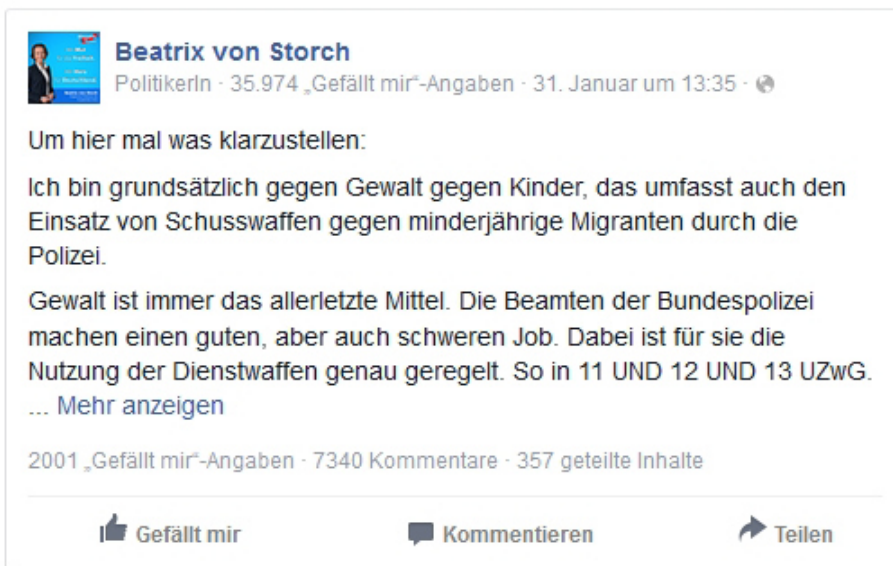 Beatrix von Storch
PolitikerIn · 35.974 „Gefällt mir“-Angaben · 31. Januar um 13:35 ·
Um hier mal was klarzustellen:
Ich bin grundsätzlich gegen Gewalt gegen Kinder, das umfasst auch den
Einsatz von Schusswaffen gegen minderjährige Migranten durch die
Polizei.
Gewalt ist immer das allerletzte Mittel. Die Beamten der Bundespolizei
machen einen guten, aber auch schweren Job. Dabei ist für sie die
Nutzung der Dienstwaffen genau geregelt. So in 11 UND 12 UND 13 UZwG.
... Mehr anzeigen
2001 „Gefällt mir“-Angaben · 7340 Kommentare · 357 geteilte Inhalte
Gefällt mir
Kommentieren
Teilen